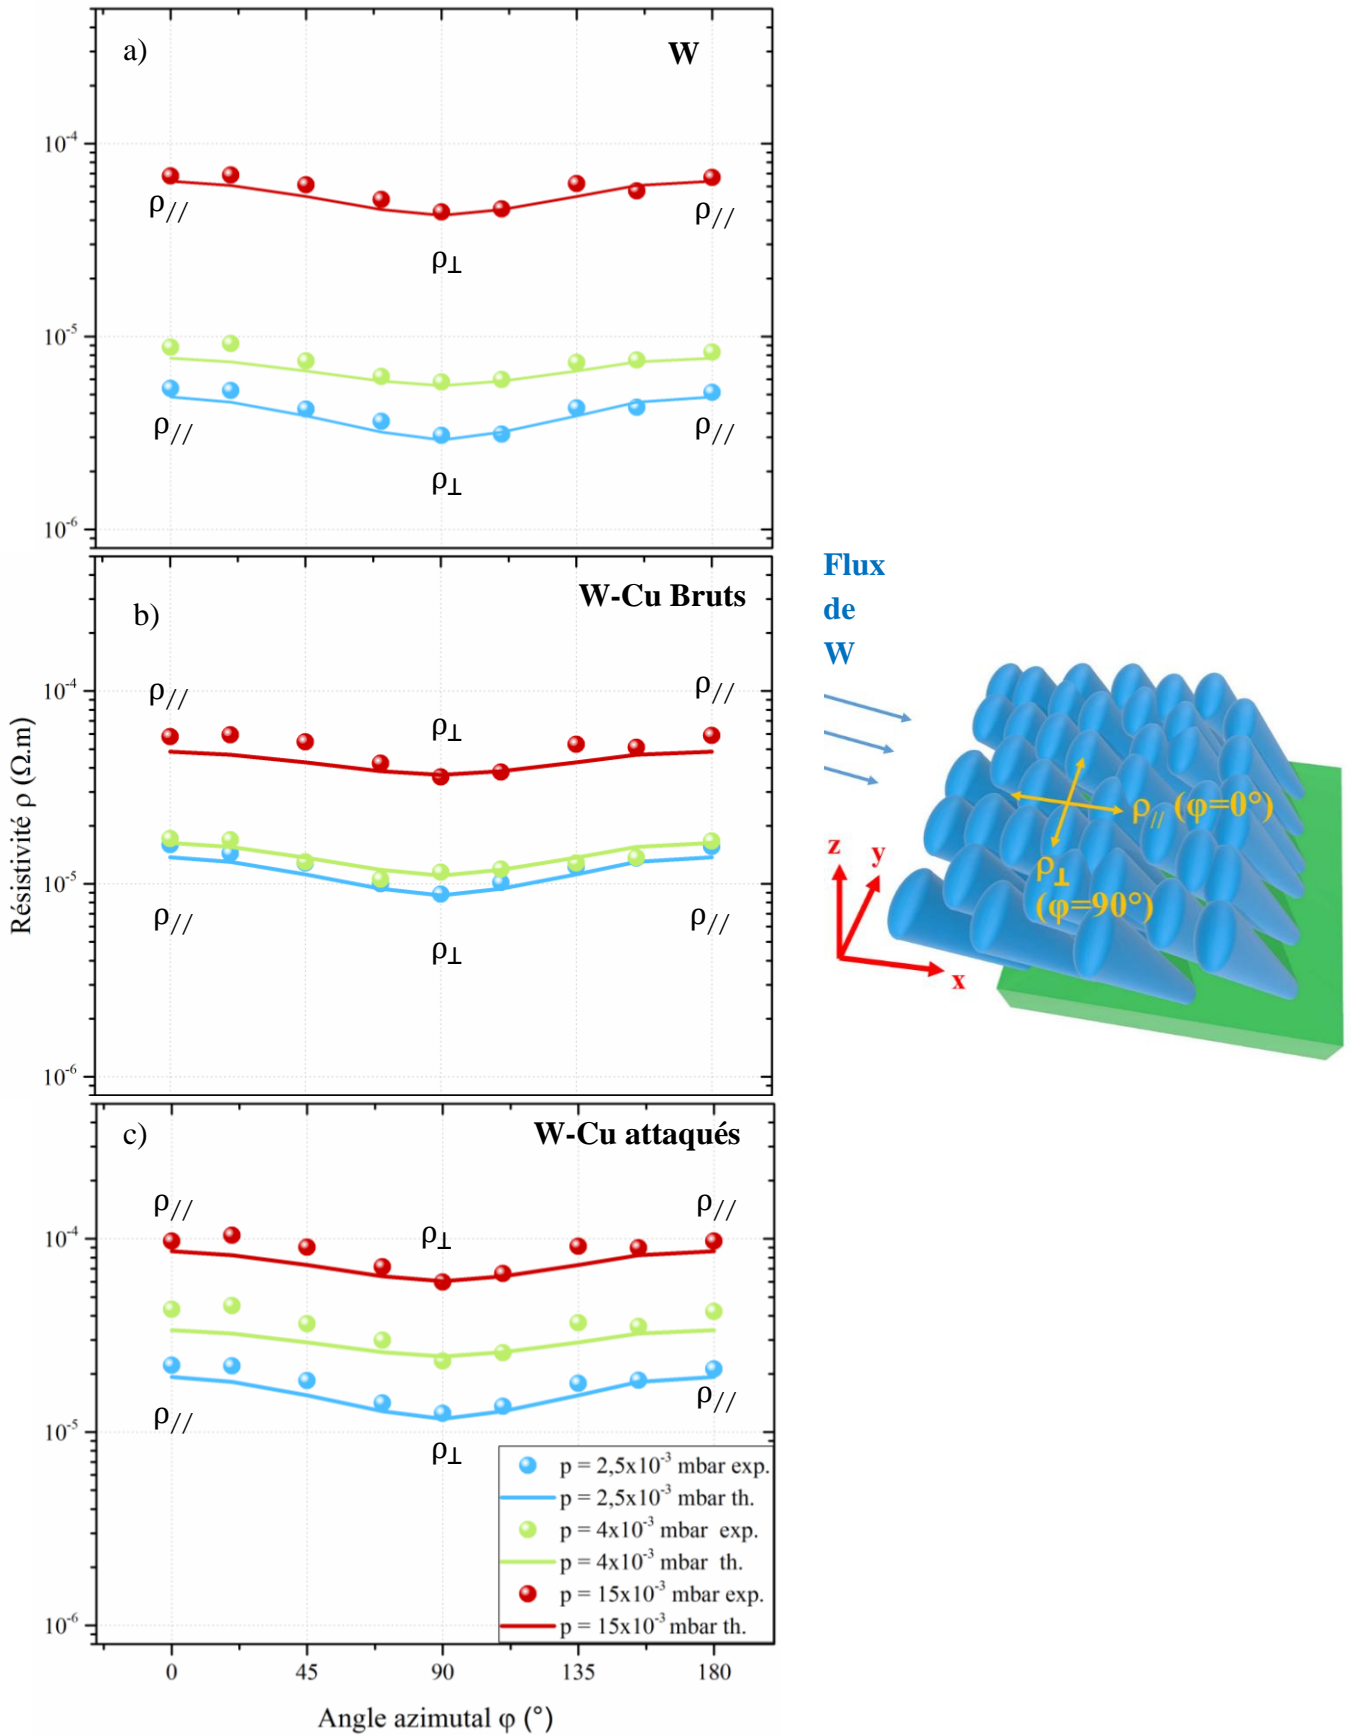 a)
W
10⁻⁴
ρ//
ρ//
ρ⊥
10⁻⁵
ρ//
ρ//
ρ⊥
10⁻⁶
b)
W-Cu Bruts
ρ//
ρ//
10⁻⁴
ρ⊥
10⁻⁵
ρ//
ρ//
ρ⊥
10⁻⁶
Résistivité ρ (Ω.m)
c)
W-Cu attaqués
ρ//
ρ//
ρ⊥
10⁻⁴
ρ//
ρ//
10⁻⁵
ρ⊥
p = 2,5x10⁻³ mbar exp.
p = 2,5x10⁻³ mbar th.
p = 4x10⁻³ mbar exp.
p = 4x10⁻³ mbar th.
p = 15x10⁻³ mbar exp.
p = 15x10⁻³ mbar th.
10⁻⁶
0 45 90 135 180
Angle azimutal φ (°)
Flux
de
W
ρ// (φ=0°)
ρ⊥
(φ=90°)
z
y
x